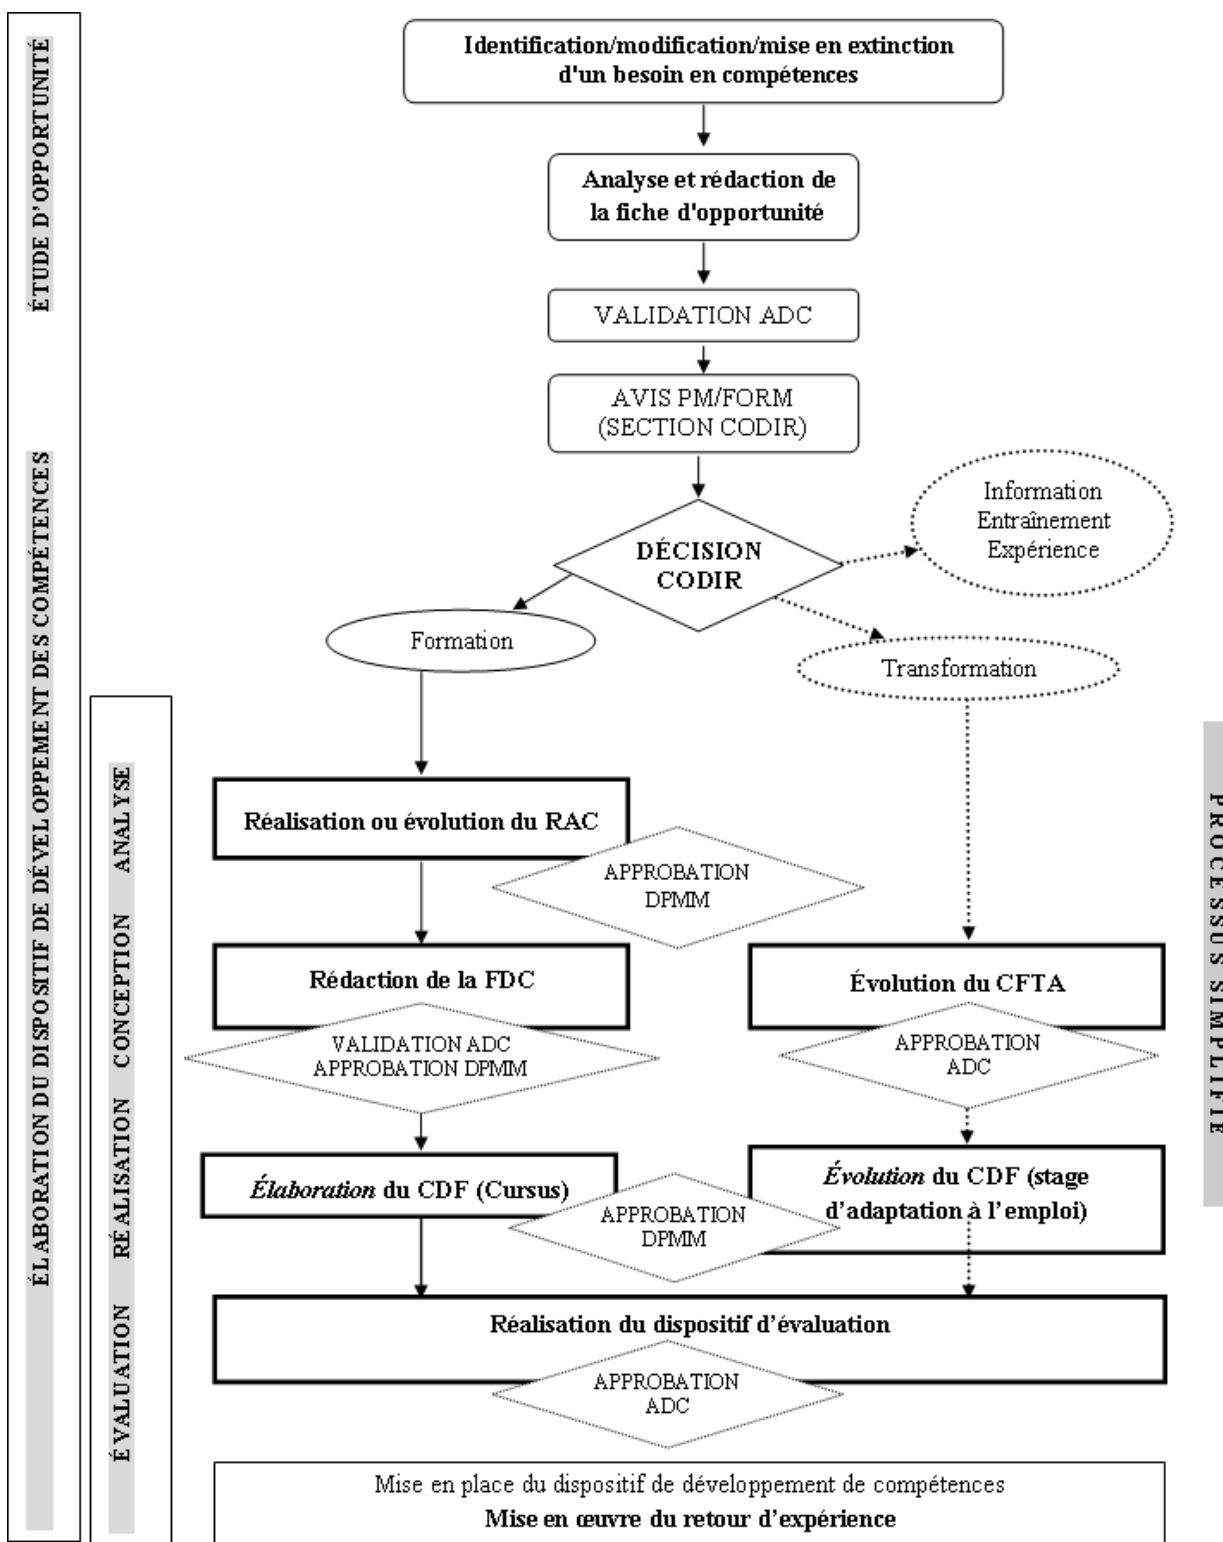 Identification/modification/mise en extinction
d'un besoin en compétences
Analyse et rédaction de
la fiche d'opportunité
VALIDATION ADC
AVIS PM/FORM
(SECTION CODIR)
DÉCISION
CODIR
Information
Entraînement
Expérience
Formation
Transformation
Réalisation ou évolution du RAC
APPROBATION
DPMM
Rédaction de la FDC
VALIDATION ADC
APPROBATION DPMM
Évolution du CFTA
APPROBATION
ADC
Élaboration du CDF (Cursus)
APPROBATION
DPMM
Évolution du CDF (stage
d’adaptation à l’emploi)
Réalisation du dispositif d’évaluation
APPROBATION
ADC
Mise en place du dispositif de développement de compétences
Mise en œuvre du retour d’expérience
ÉTUDE D’OPPORTUNITÉ
ÉLABORATION DU DISPOSITIF DE DÉVELOPPEMENT DES COMPÉTENCES
ÉVALUATION RÉALISATION CONCEPTION ANALYSE
PROCESSUS SIMPLIFIE